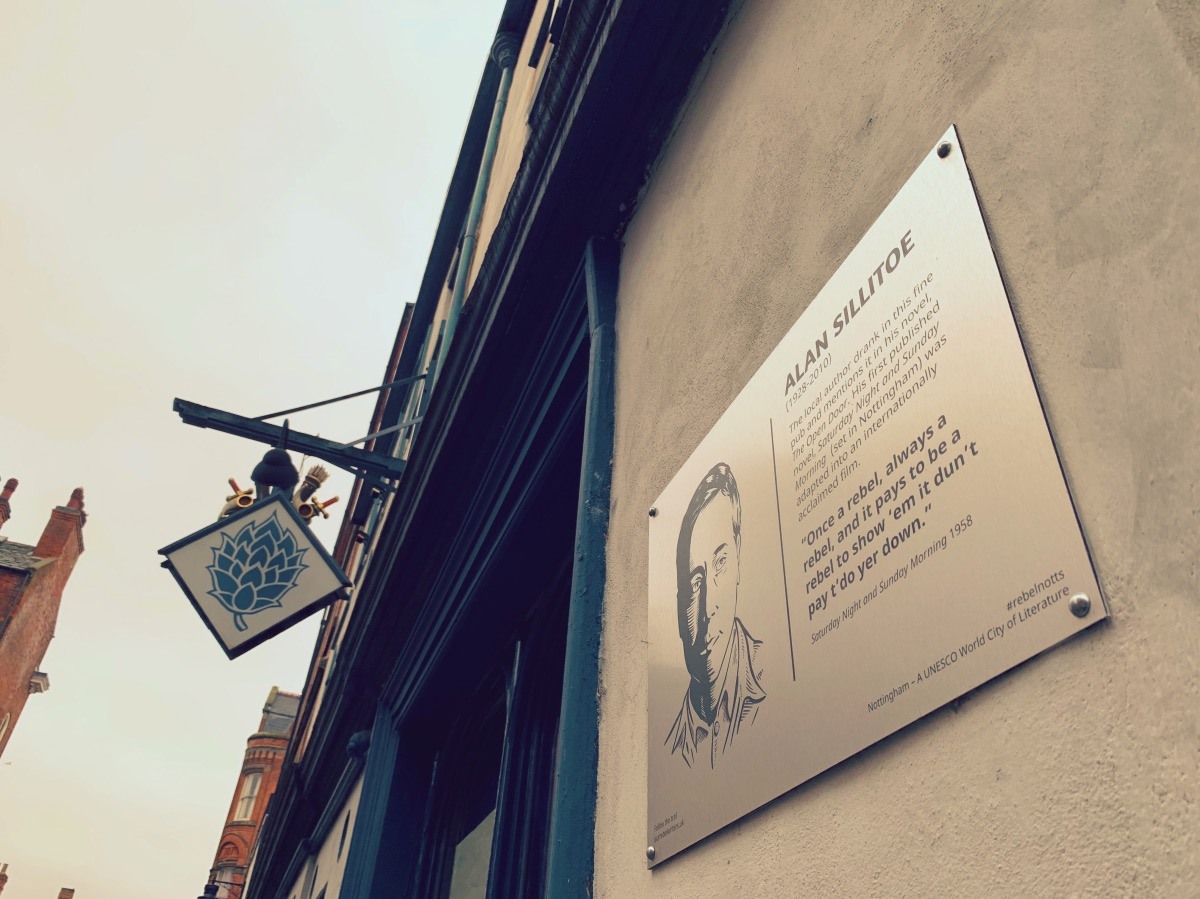 ALAN SILLITOE
(1928-2010)
The local author drank in this fine
pub and mentions it in his novel,
The Open Door. His first published
novel, Saturday Night and Sunday
Morning (set in Nottingham) was
adapted into an internationally
acclaimed film.
“Once a rebel, always a
rebel, and it pays to be a
rebel to show ‘em it dun’t
pay t’do yer down.”
Saturday Night and Sunday Morning 1958
#rebelnotts
Nottingham – A UNESCO World City of Literature